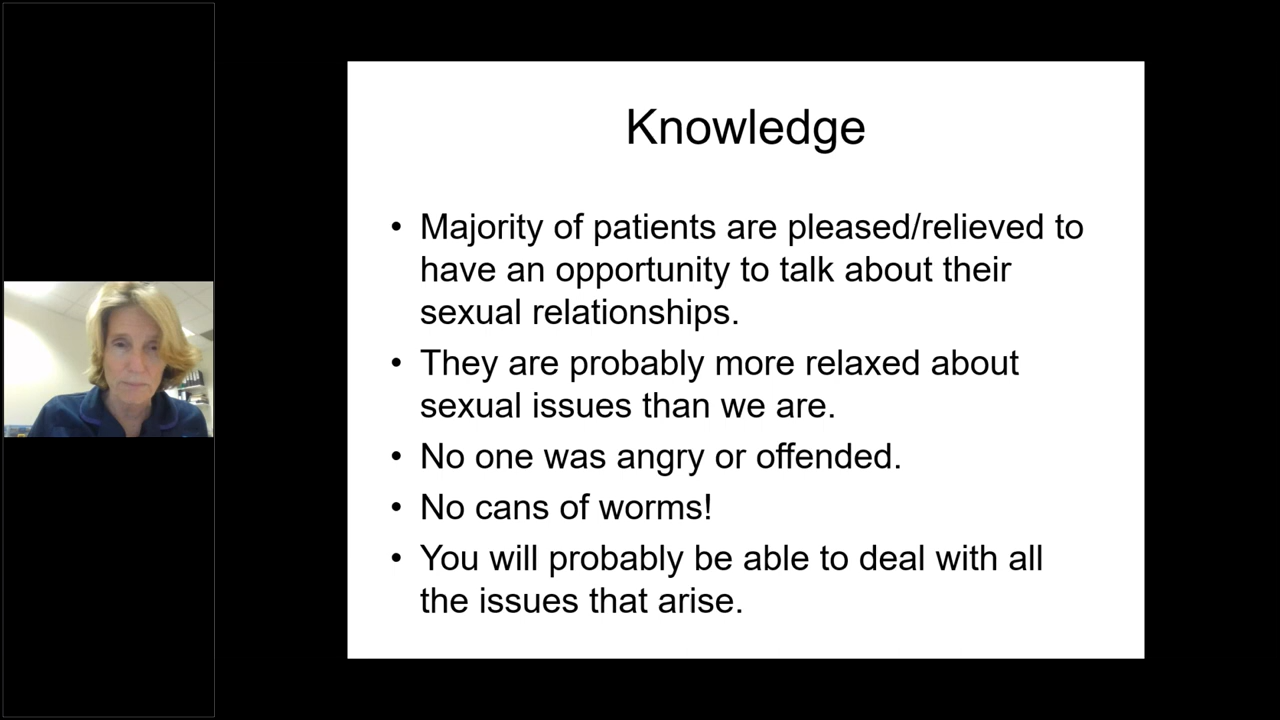 Knowledge
• Majority of patients are pleased/relieved to
have an opportunity to talk about their
sexual relationships.
• They are probably more relaxed about
sexual issues than we are.
• No one was angry or offended.
• No cans of worms!
• You will probably be able to deal with all
the issues that arise.